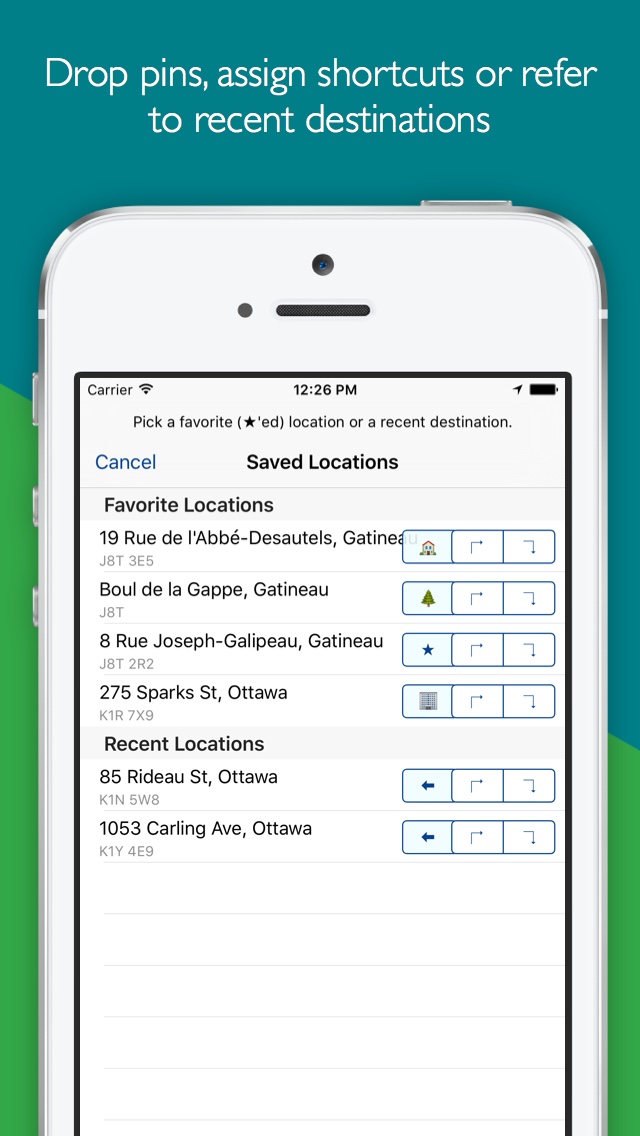 Drop pins, assign shortcuts or refer
to recent destinations
Carrier 12:26 PM
Pick a favorite (★'ed) location or a recent destination.
Cancel Saved Locations
Favorite Locations
19 Rue de l'Abbé-Desautels, Gatineau
J8T 3E5
Boul de la Gappe, Gatineau
J8T
8 Rue Joseph-Galipeau, Gatineau
J8T 2R2
275 Sparks St, Ottawa
K1R 7X9
Recent Locations
85 Rideau St, Ottawa
K1N 5W8
1053 Carling Ave, Ottawa
K1Y 4E9